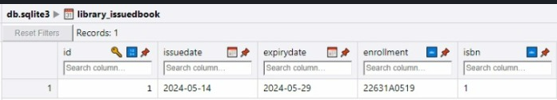 db.sqlite3 library_issuedbook
Reset Filters Records: 1
id issuedate expirydate enrollment isbn
Search column... Search column... Search column... Search column... Search column...
1 1 2024-05-14 2024-05-29 22631A0519 1